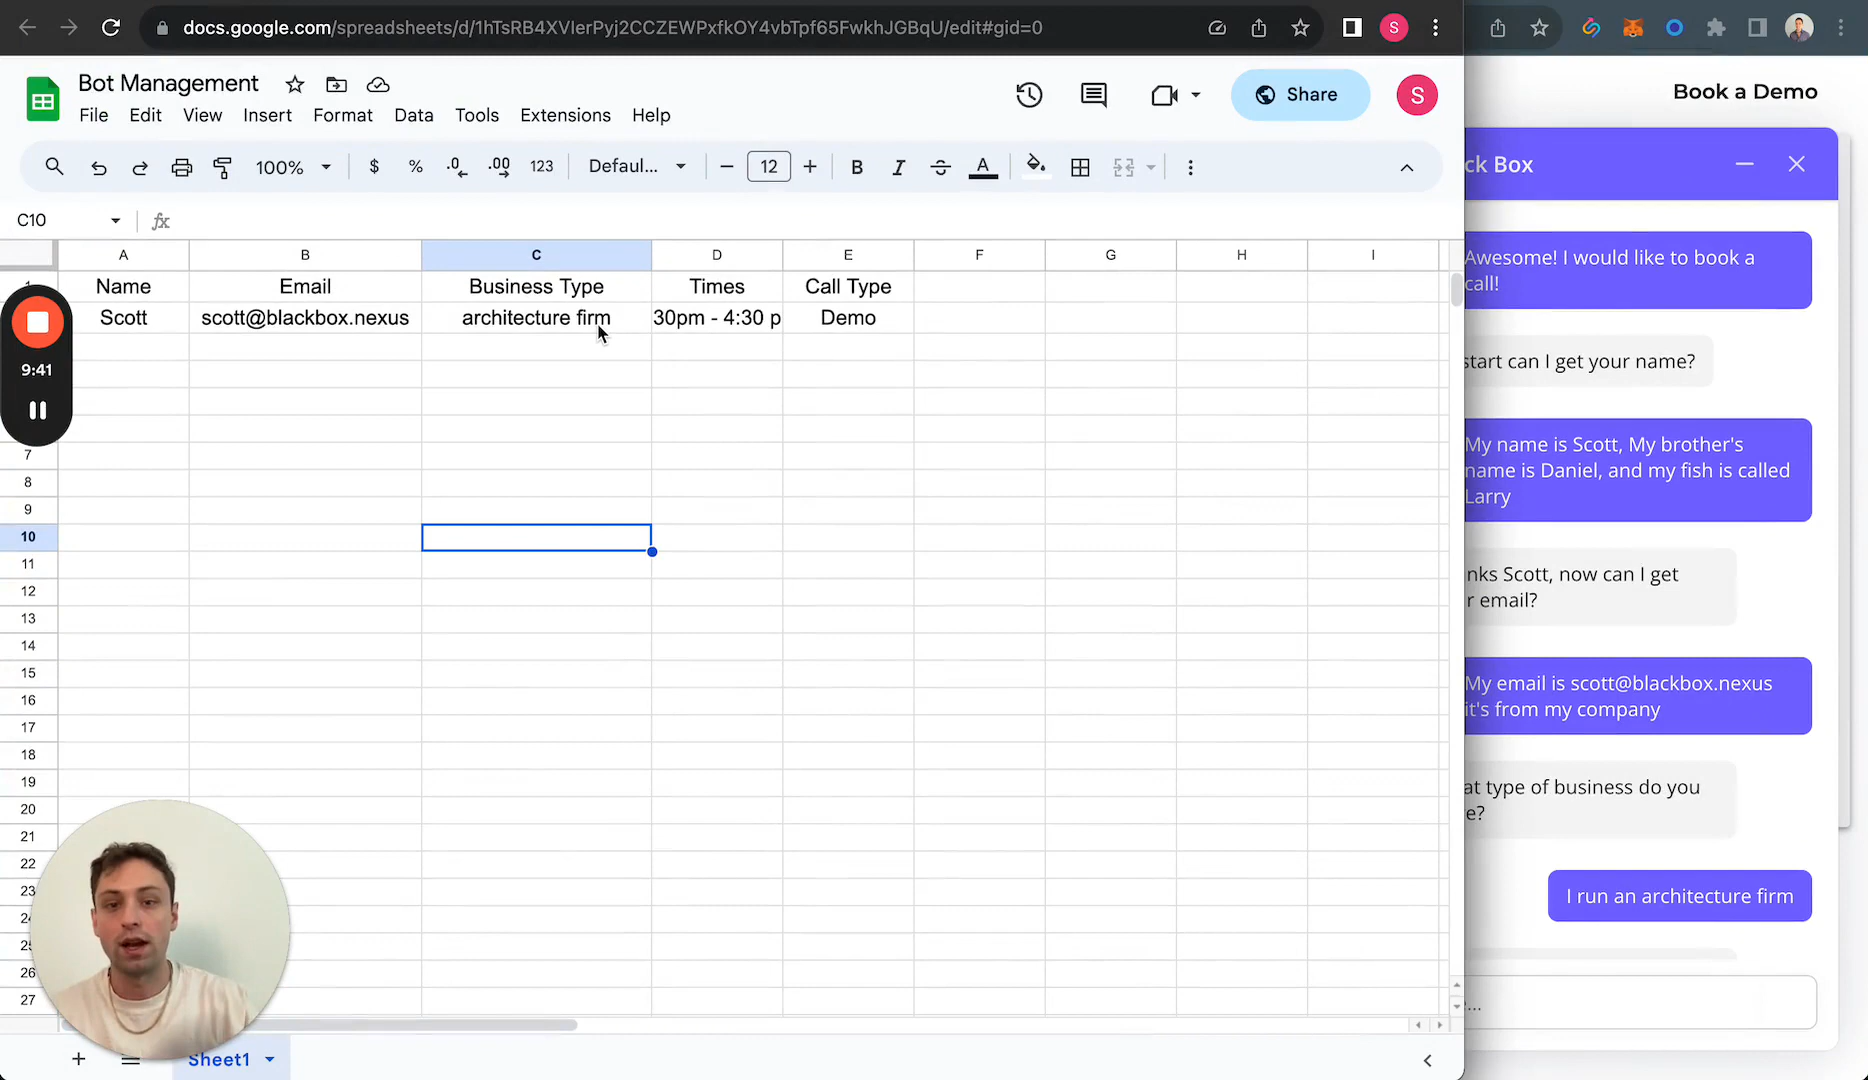 docs.google.com/spreadsheets/d/1hTsRB4XVIerPyj2CCZEWPxfkOY4vbTpf65FwkhJGBqU/edit#gid=0
S
Bot Management
File Edit View Insert Format Data Tools Extensions Help
Share
S
100% $ % .0 .00 123 Defaul... 12 B I A
C10 fx
A B C D E F G H I
Name Email Business Type Times Call Type
Scott scott@blackbox.nexus architecture firm 30pm - 4:30 p Demo
9:41
7
8
9
10
11
12
13
14
15
16
17
18
19
20
21
22
23
26
27
Sheet1
Book a Demo
ck Box
Awesome! I would like to book a
call!
start can I get your name?
My name is Scott, My brother's
name is Daniel, and my fish is called
Larry
nks Scott, now can I get
r email?
My email is scott@blackbox.nexus
it's from my company
at type of business do you
e?
I run an architecture firm
...